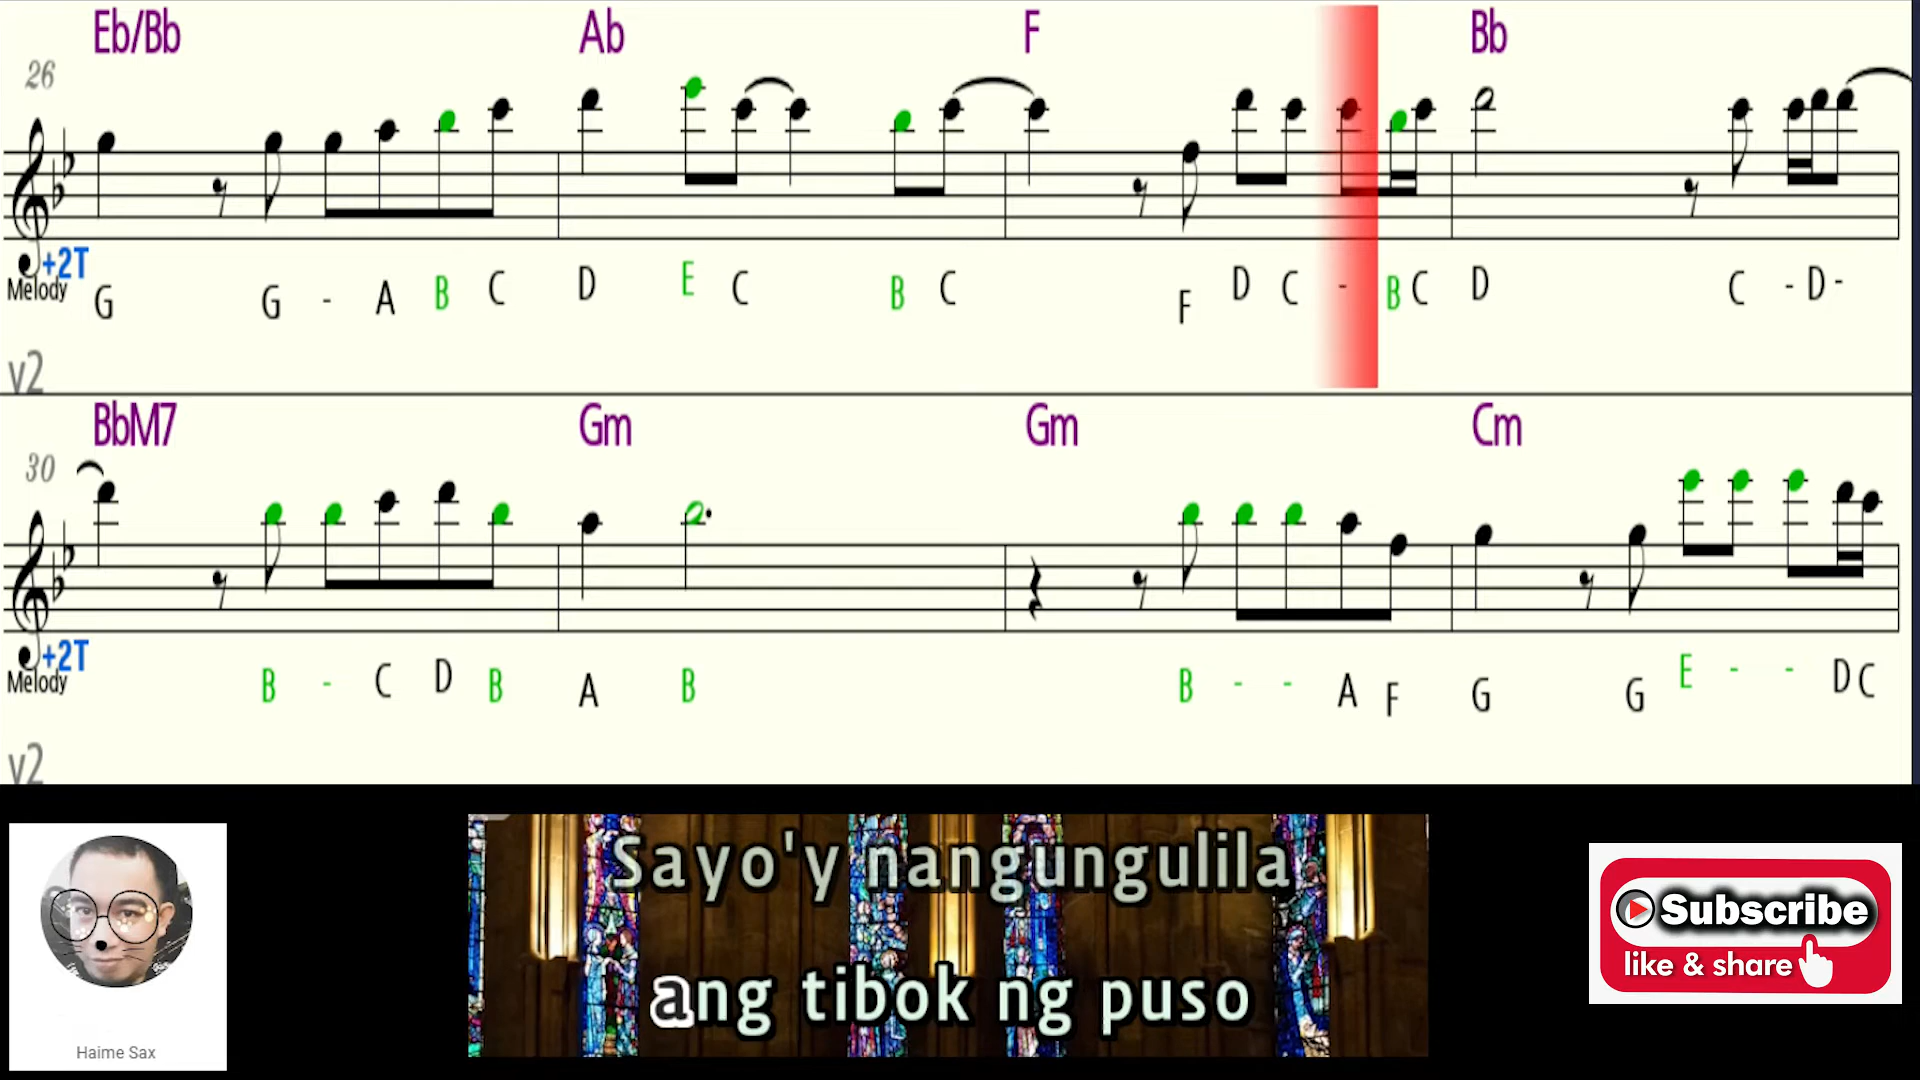 Eb/Bb Ab F Bb
26
+2T
Melody
G G - A B C D E C B C F D C - B C D C - D -
v2
BbM7 Gm Gm Cm
30
+2T
Melody
B - C D B A B B - - A F G G E - - D C
v2
Sayo'y nangungulila
ang tibok ng puso
Haime Sax
Subscribe
like & share